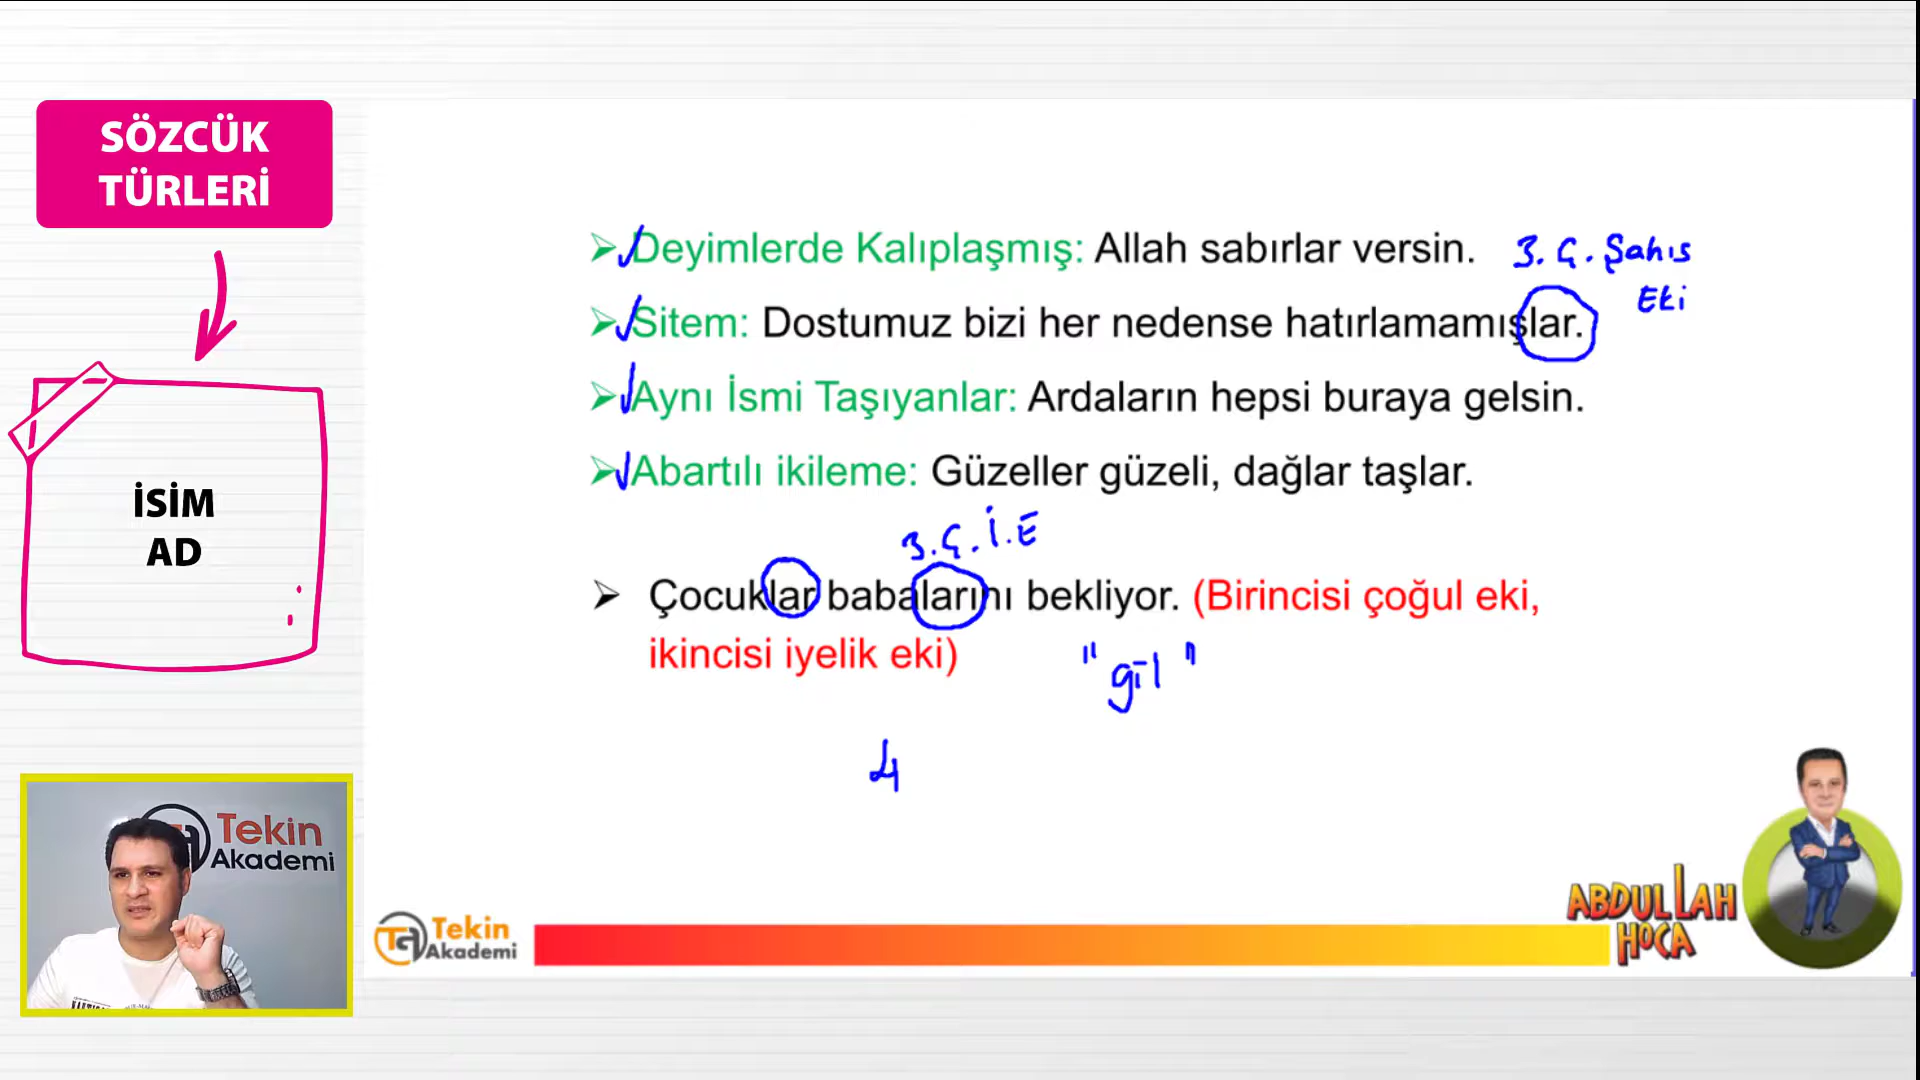 SÖZCÜK
TÜRLERİ
İSİM
AD
Deyimlerde Kalıplaşmış: Allah sabırlar versin.
3. Ç. Şahıs
Eki
Sitem: Dostumuz bizi her nedense hatırlamamışlar.
Aynı İsmi Taşıyanlar: Ardaların hepsi buraya gelsin.
Abartılı ikileme: Güzeller güzeli, dağlar taşlar.
3. Ç. İ. E
Çocuklar babalarını bekliyor. (Birincisi çoğul eki,
ikincisi iyelik eki)
"gil"
4
Tekin
Akademi
Tekin
Akademi
ABDULLAH
HOCA